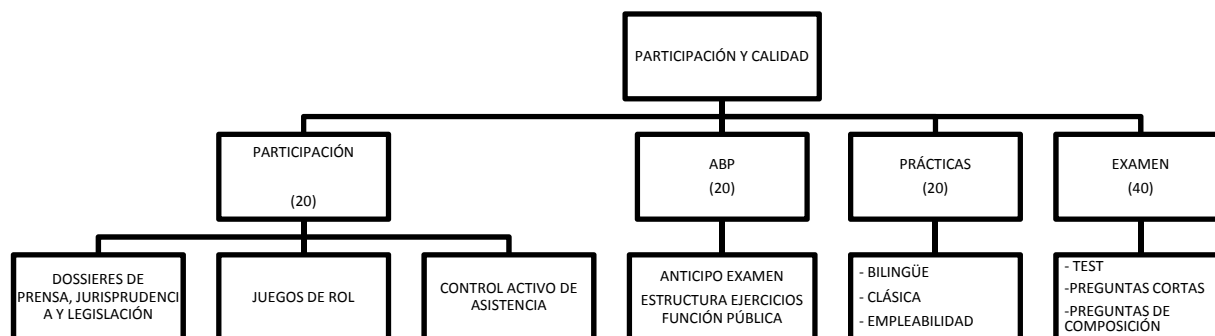 PARTICIPACIÓN Y CALIDAD
PARTICIPACIÓN
(20)
ABP
(20)
PRÁCTICAS
(20)
EXAMEN
(40)
DOSSIERES DE
PRENSA, JURISPRUDENCI
A Y LEGISLACIÓN
JUEGOS DE ROL
CONTROL ACTIVO DE
ASISTENCIA
ANTICIPO EXAMEN
ESTRUCTURA EJERCICIOS
FUNCIÓN PÚBLICA
- BILINGÜE
- CLÁSICA
- EMPLEABILIDAD
- TEST
-PREGUNTAS CORTAS
-PREGUNTAS DE
COMPOSICIÓN